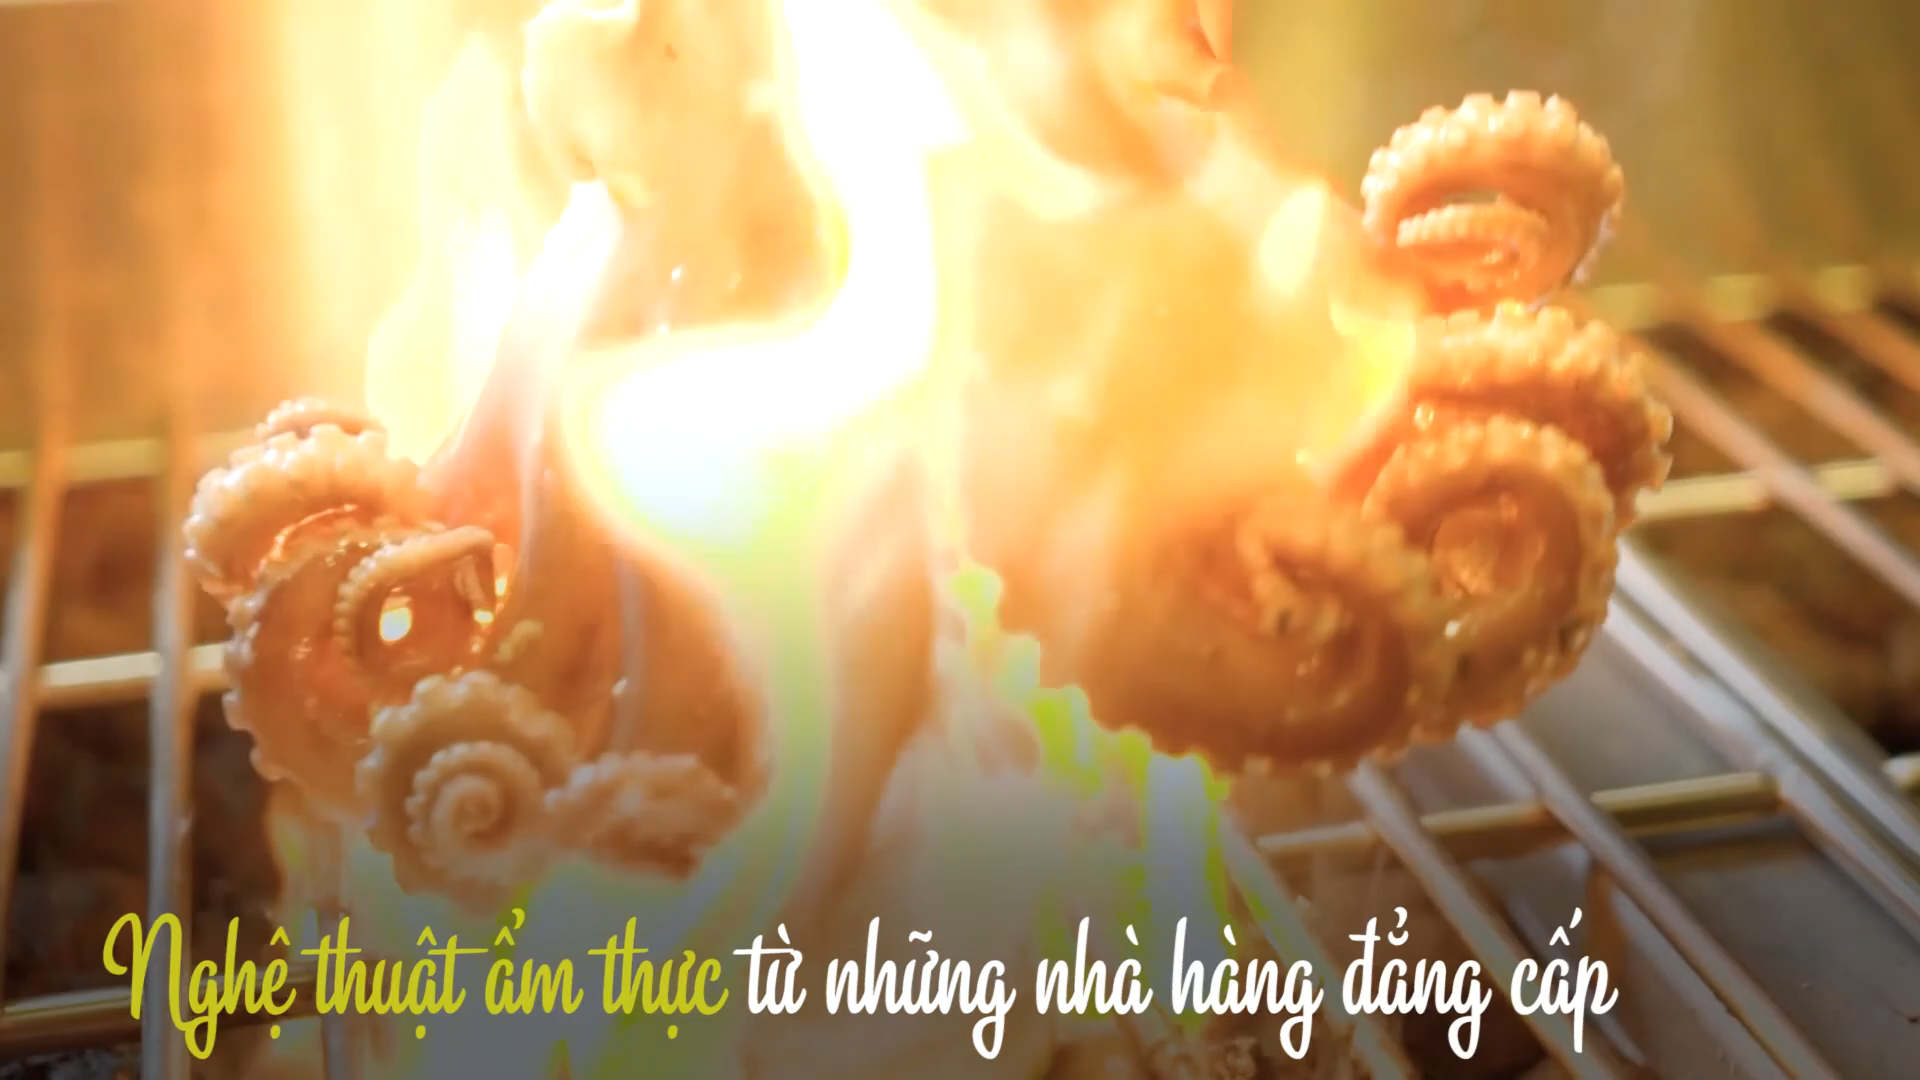 Nghệ thuật ẩm thực từ những nhà hàng đẳng cấp